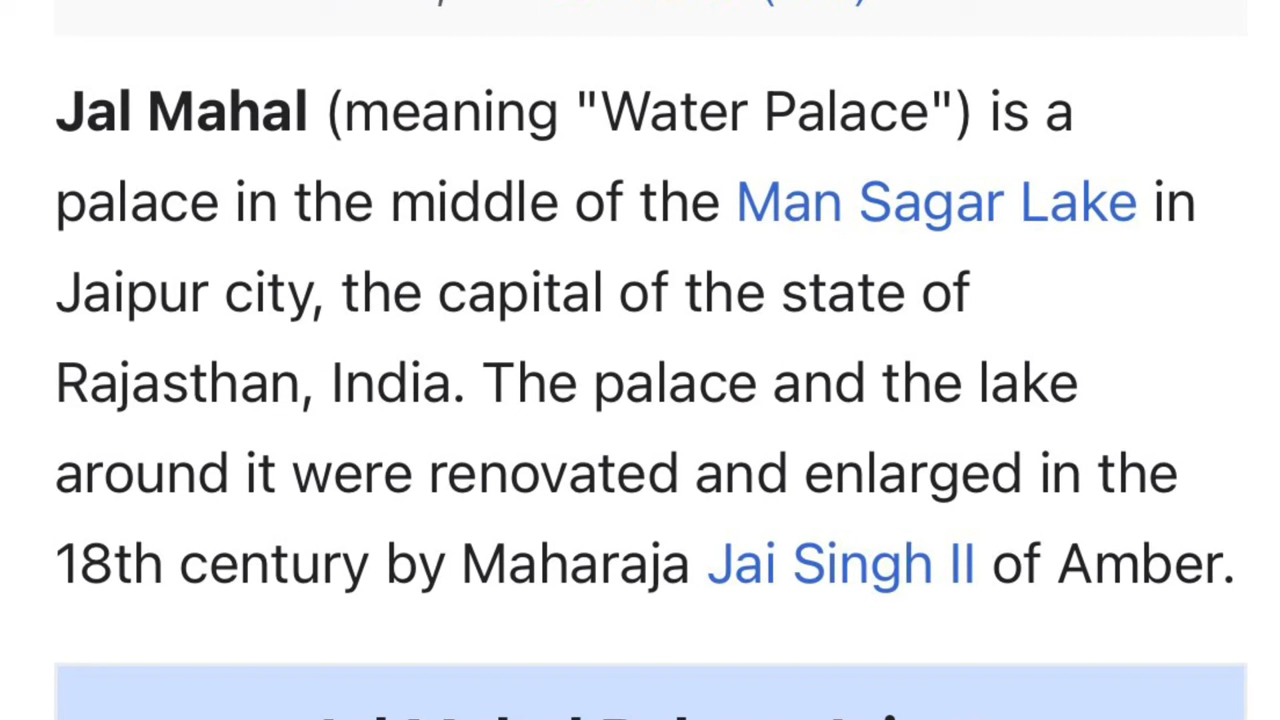 Jal Mahal (meaning "Water Palace") is a
palace in the middle of the Man Sagar Lake in
Jaipur city, the capital of the state of
Rajasthan, India. The palace and the lake
around it were renovated and enlarged in the
18th century by Maharaja Jai Singh II of Amber.